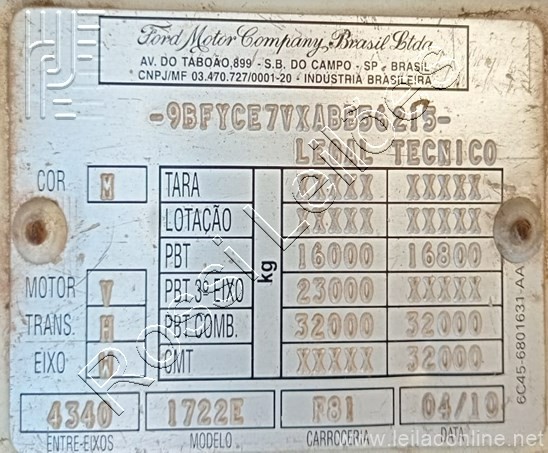 Ford Motor Company Brasil Ltda
AV. DO TABOÃO,899 - S.B. DO CAMPO - SP - BRASIL
CNPJ/MF 03.470.727/0001-20 - INDÚSTRIA BRASILEIRA
LEGAL TECNICO
COR M TARA XXXXX XXXXX
LOTAÇÃO XXXXX XXXXX
PBT 16000 16800
MOTOR V PBT 3º EIXO 23000 XXXXX
TRANS. H PBT COMB. 32000 32000
EIXO W CMT XXXXX 32000
kg
6C45-6801631-AA
4340 1722E F81 04/10
ENTRE-EIXOS MODELO CARROCERIA DATA
Rossi Leilões
www.leilaoonline.net